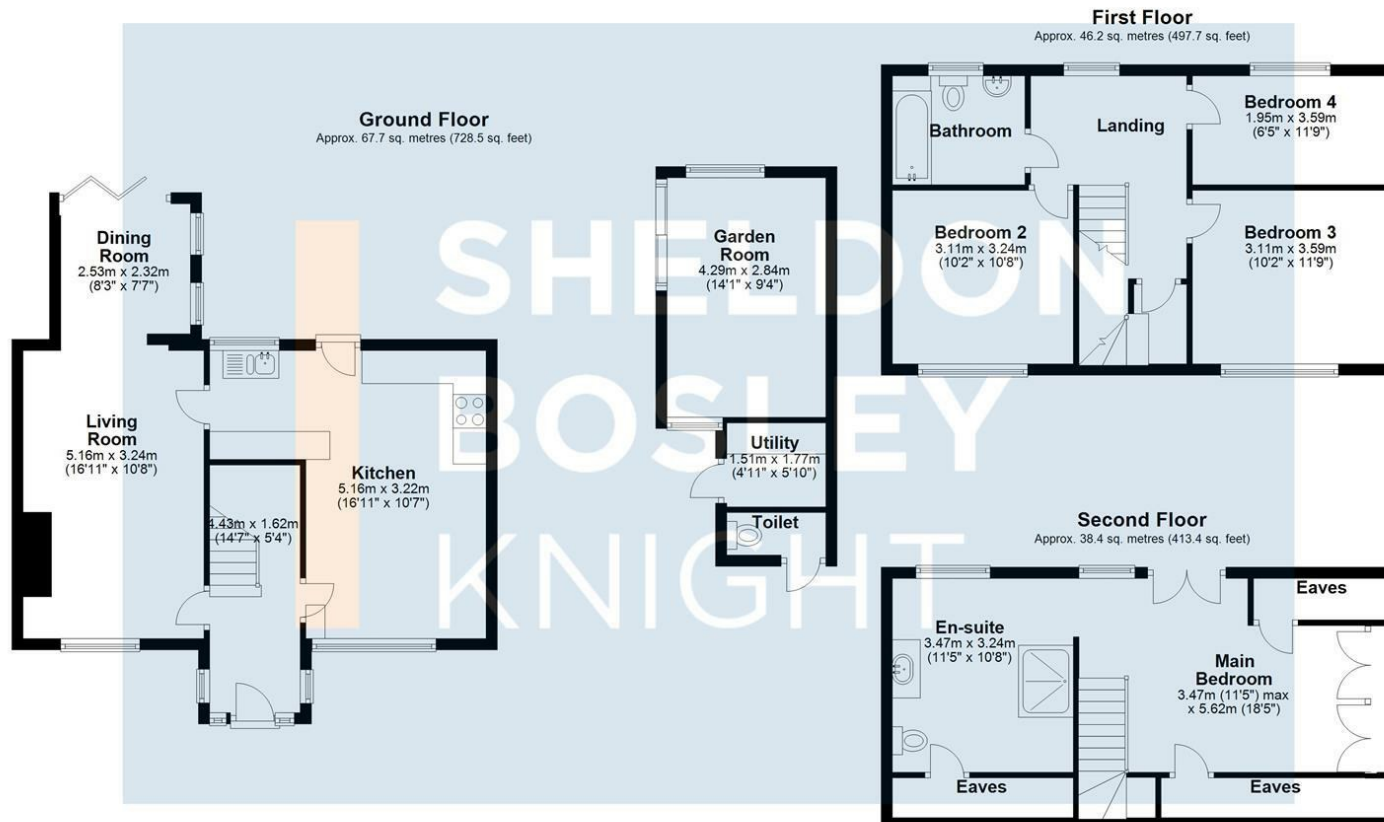 First Floor
Approx. 46.2 sq. metres (497.7 sq. feet)
Ground Floor
Approx. 67.7 sq. metres (728.5 sq. feet)
Bathroom
Landing
Bedroom 4
1.95m x 3.59m
(6'5" x 11'9")
Dining
Room
2.53m x 2.32m
(8'3" x 7'7")
Garden
Room
4.29m x 2.84m
(14'1" x 9'4")
Bedroom 2
3.11m x 3.24m
(10'2" x 10'8")
Bedroom 3
3.11m x 3.59m
(10'2" x 11'9")
SHELDON
BOSLEY
KNIGHT
Living
Room
5.16m x 3.24m
(16'11" x 10'8")
Kitchen
5.16m x 3.22m
(16'11" x 10'7")
4.43m x 1.62m
(14'7" x 5'4")
Utility
1.51m x 1.77m
(4'11" x 5'10")
Toilet
Second Floor
Approx. 38.4 sq. metres (413.4 sq. feet)
En-suite
3.47m x 3.24m
(11'5" x 10'8")
Eaves
Main
Bedroom
3.47m (11'5") max
x 5.62m (18'5")
Eaves
Eaves